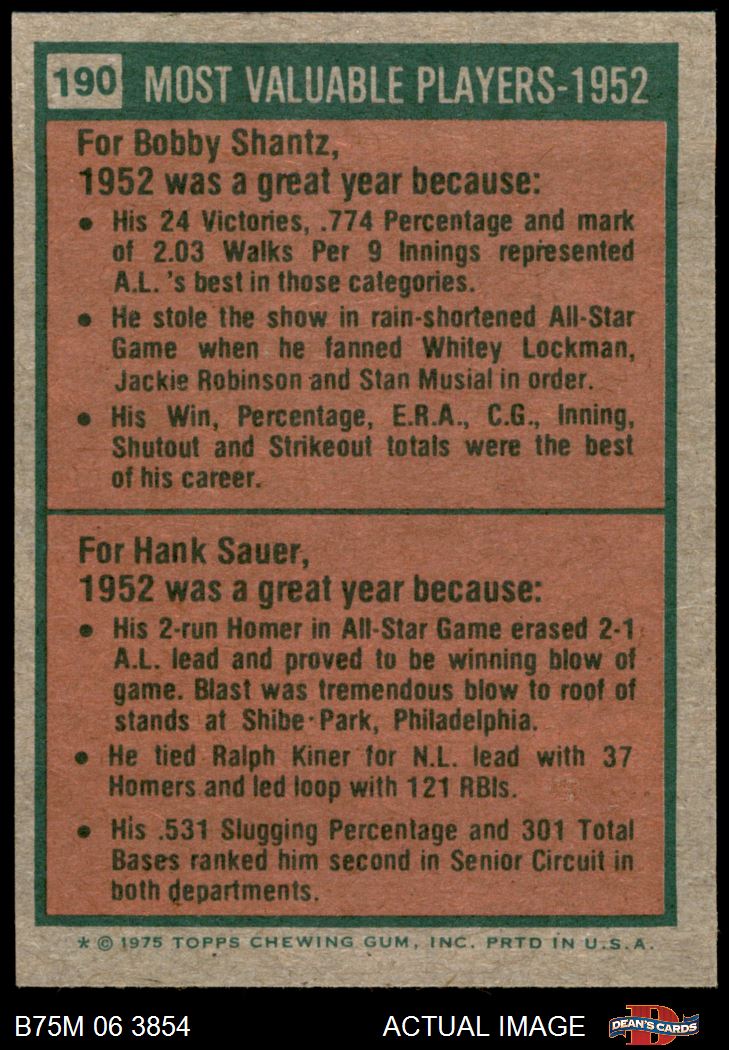 190 MOST VALUABLE PLAYERS-1952
For Bobby Shantz,
1952 was a great year because:
• His 24 Victories, .774 Percentage and mark
of 2.03 Walks Per 9 Innings represented
A.L. 's best in those categories.
• He stole the show in rain-shortened All-Star
Game when he fanned Whitey Lockman,
Jackie Robinson and Stan Musial in order.
• His Win, Percentage, E.R.A., C.G., Inning,
Shutout and Strikeout totals were the best
of his career.
For Hank Sauer,
1952 was a great year because:
• His 2-run Homer in All-Star Game erased 2-1
A.L. lead and proved to be winning blow of
game. Blast was tremendous blow to roof of
stands at Shibe Park, Philadelphia.
• He tied Ralph Kiner for N.L. lead with 37
Homers and led loop with 121 RBIs.
• His .531 Slugging Percentage and 301 Total
Bases ranked him second in Senior Circuit in
both departments.
* © 1975 TOPPS CHEWING GUM, INC. PRTD IN U.S.A.
B75M 06 3854 ACTUAL IMAGE D DEAN'S CARDS